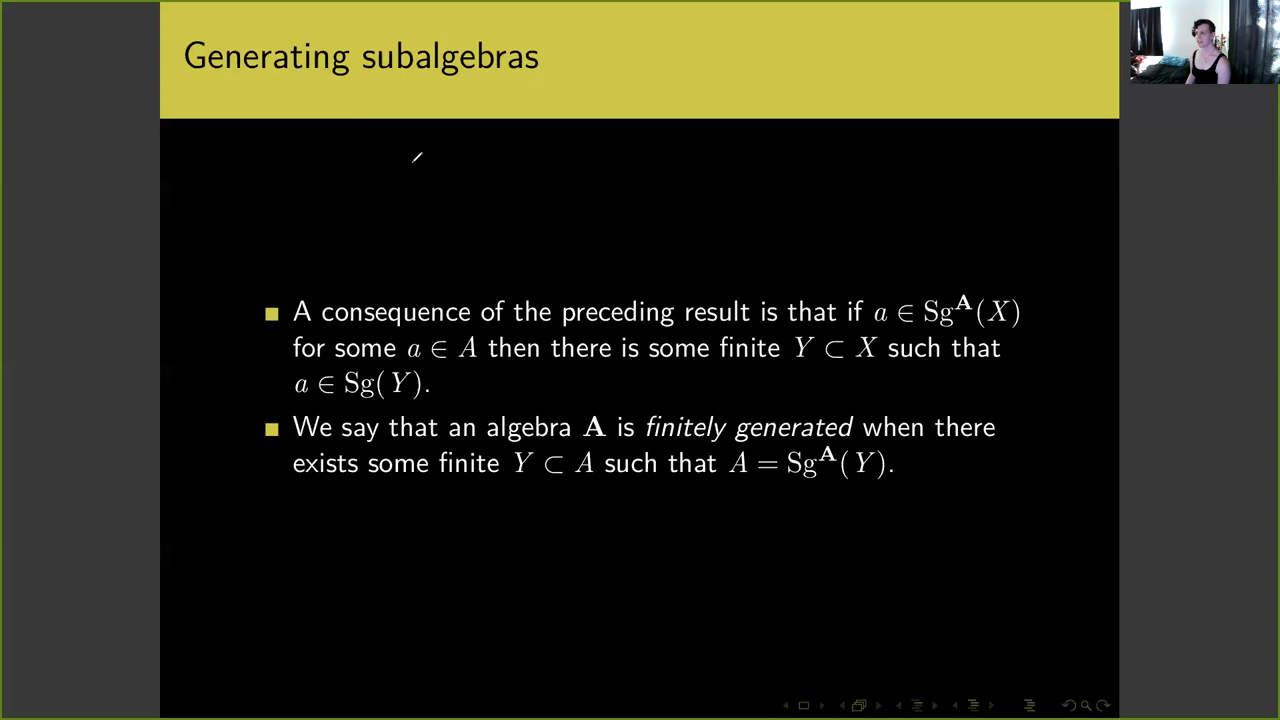 Generating subalgebras
A consequence of the preceding result is that if a ∈ Sg^𝐀(X)
for some a ∈ A then there is some finite Y ⊂ X such that
a ∈ Sg(Y).
We say that an algebra 𝐀 is finitely generated when there
exists some finite Y ⊂ A such that A = Sg^𝐀(Y).